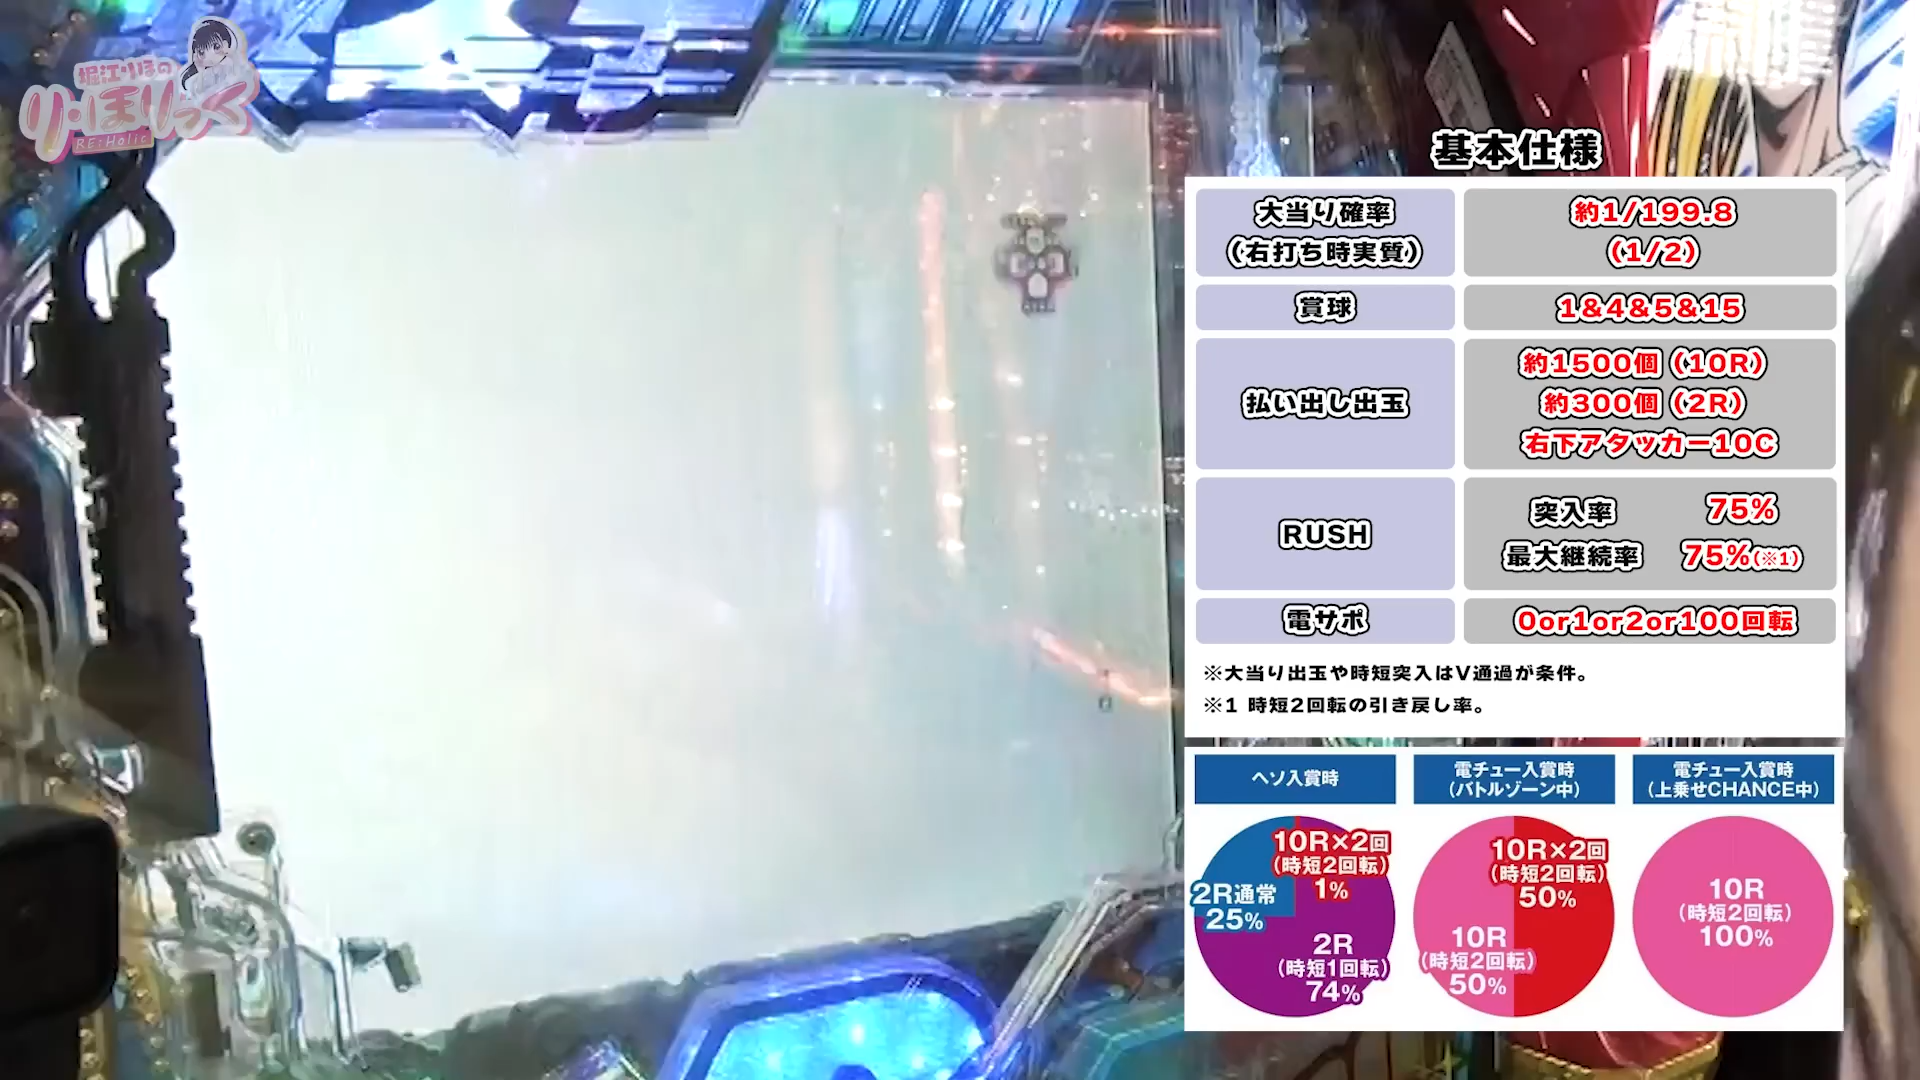 堀江りほの
り・ほりっく
RE:Holic
基本仕様
大当り確率
(右打ち時実質)
約1/199.8
(1/2)
賞球
1&4&5&15
払い出し出玉
約1500個(10R)
約300個(2R)
右下アタッカー10C
RUSH
突入率 75%
最大継続率 75%(※1)
電サポ
0or1or2or100回転
※大当り出玉や時短突入はV通過が条件。
※1 時短2回転の引き戻し率。
ヘソ入賞時
10R×2回
(時短2回転)
1%
2R通常
25%
2R
(時短1回転)
74%
電チュー入賞時
(バトルゾーン中)
10R×2回
(時短2回転)
50%
10R
(時短2回転)
50%
電チュー入賞時
(上乗せCHANCE中)
10R
(時短2回転)
100%